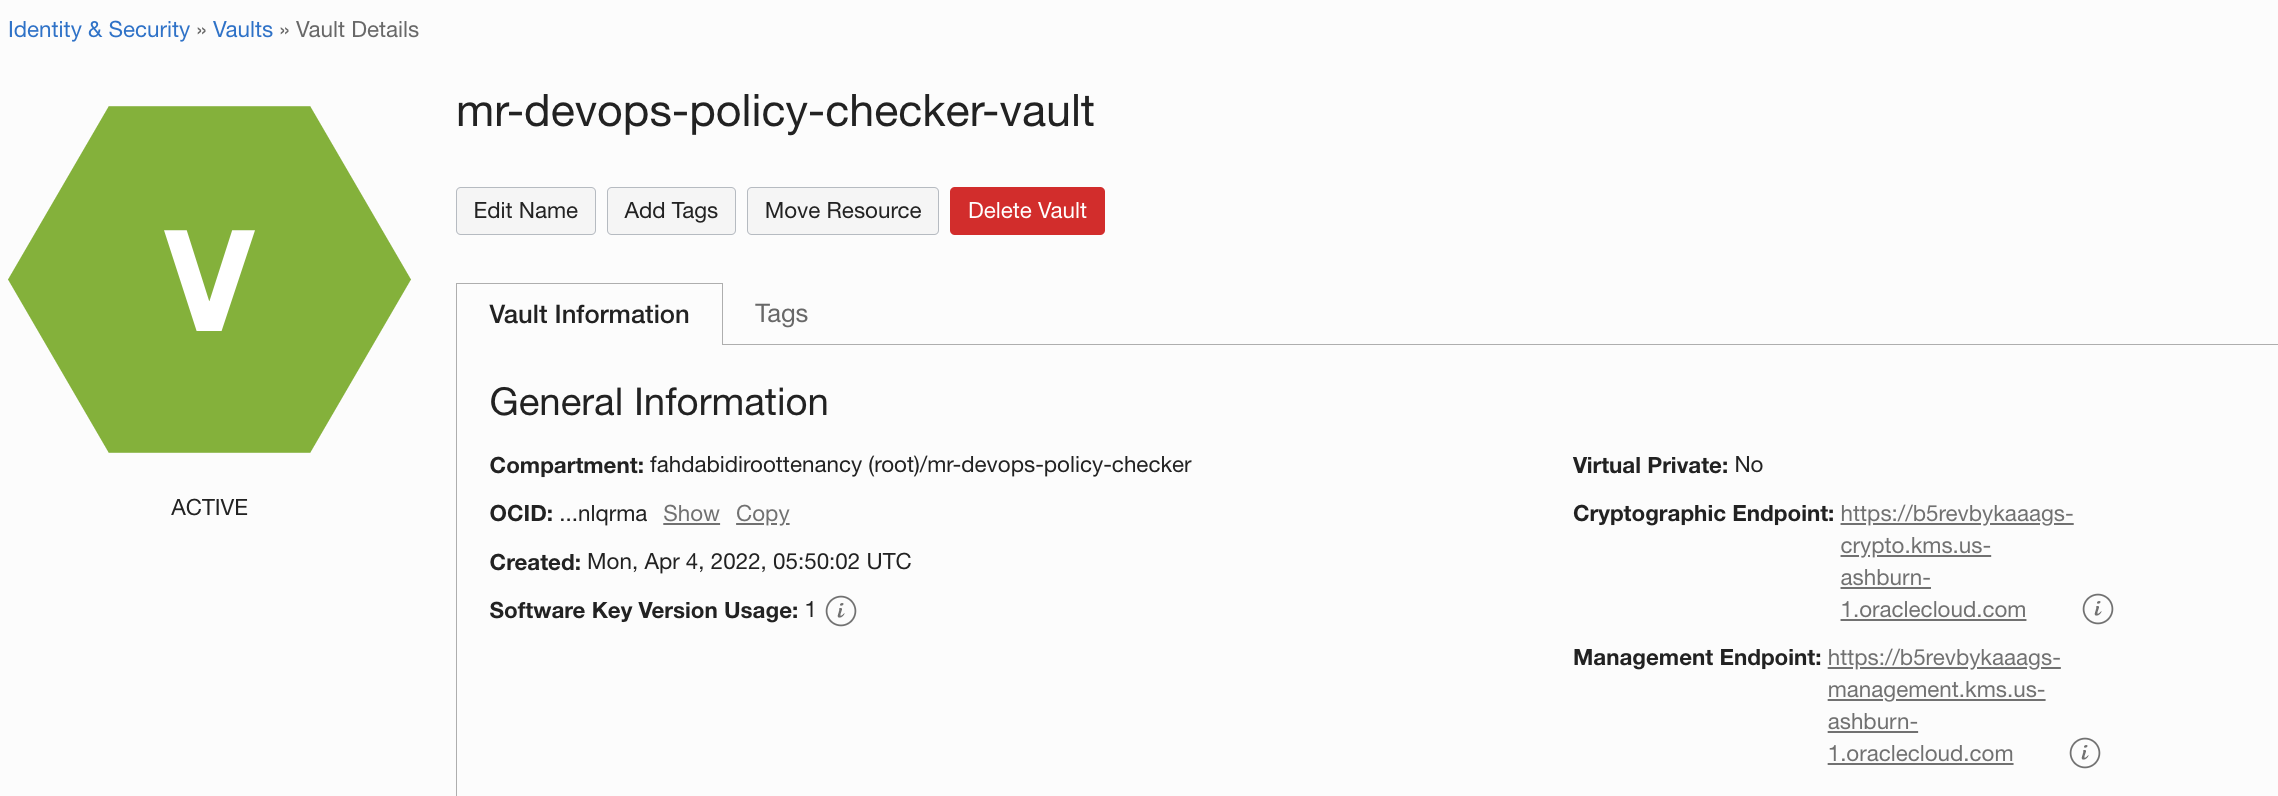 Identity & Security » Vaults » Vault Details
mr-devops-policy-checker-vault
Edit Name
Add Tags
Move Resource
Delete Vault
V
ACTIVE
Vault Information
Tags
General Information
Compartment: fahdabidiroottenancy (root)/mr-devops-policy-checker
OCID: ...nlqrma Show Copy
Created: Mon, Apr 4, 2022, 05:50:02 UTC
Software Key Version Usage: 1 i
Virtual Private: No
Cryptographic Endpoint: https://b5revbykaaags-
crypto.kms.us-
ashburn-
1.oraclecloud.com i
Management Endpoint: https://b5revbykaaags-
management.kms.us-
ashburn-
1.oraclecloud.com i